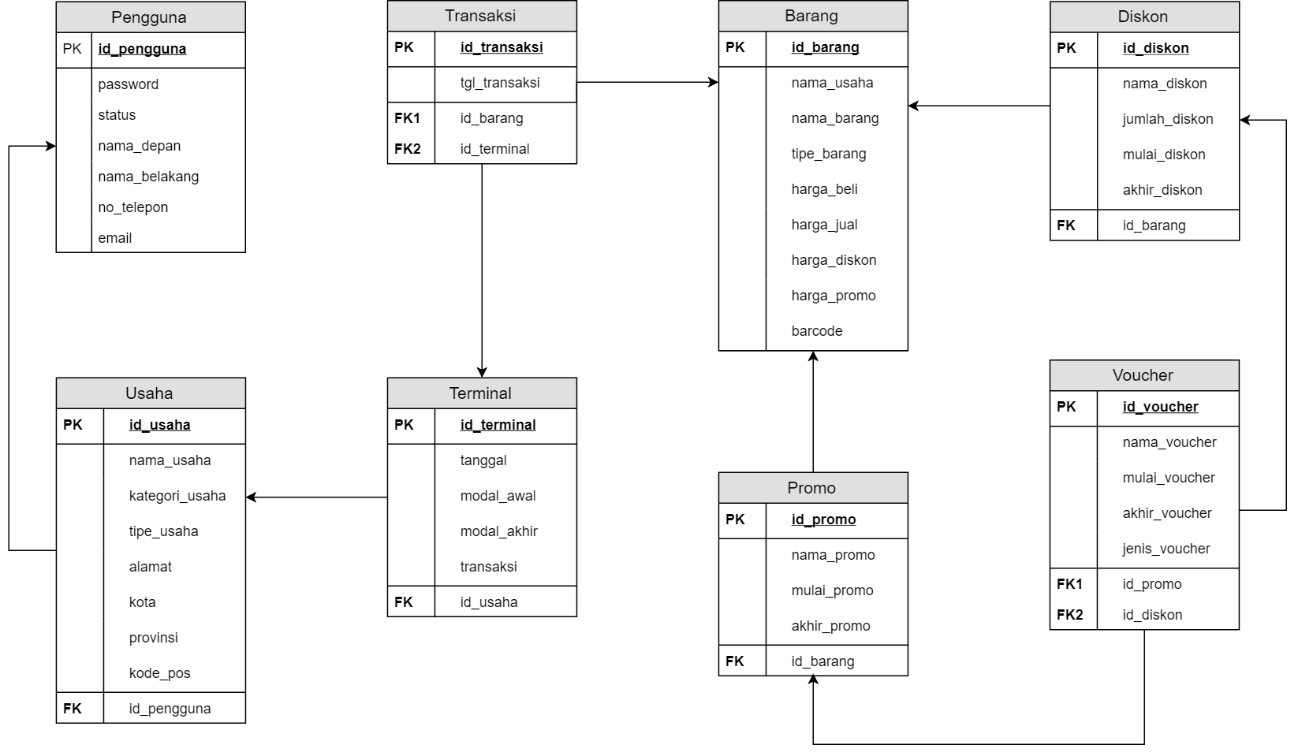 Pengguna
PK id_pengguna
password
status
nama_depan
nama_belakang
no_telepon
email
Transaksi
PK id_transaksi
tgl_transaksi
FK1 id_barang
FK2 id_terminal
Barang
PK id_barang
nama_usaha
nama_barang
tipe_barang
harga_beli
harga_jual
harga_diskon
harga_promo
barcode
Diskon
PK id_diskon
nama_diskon
jumlah_diskon
mulai_diskon
akhir_diskon
FK id_barang
Usaha
PK id_usaha
nama_usaha
kategori_usaha
tipe_usaha
alamat
kota
provinsi
kode_pos
FK id_pengguna
Terminal
PK id_terminal
tanggal
modal_awal
modal_akhir
transaksi
FK id_usaha
Promo
PK id_promo
nama_promo
mulai_promo
akhir_promo
FK id_barang
Voucher
PK id_voucher
nama_voucher
mulai_voucher
akhir_voucher
jenis_voucher
FK1 id_promo
FK2 id_diskon